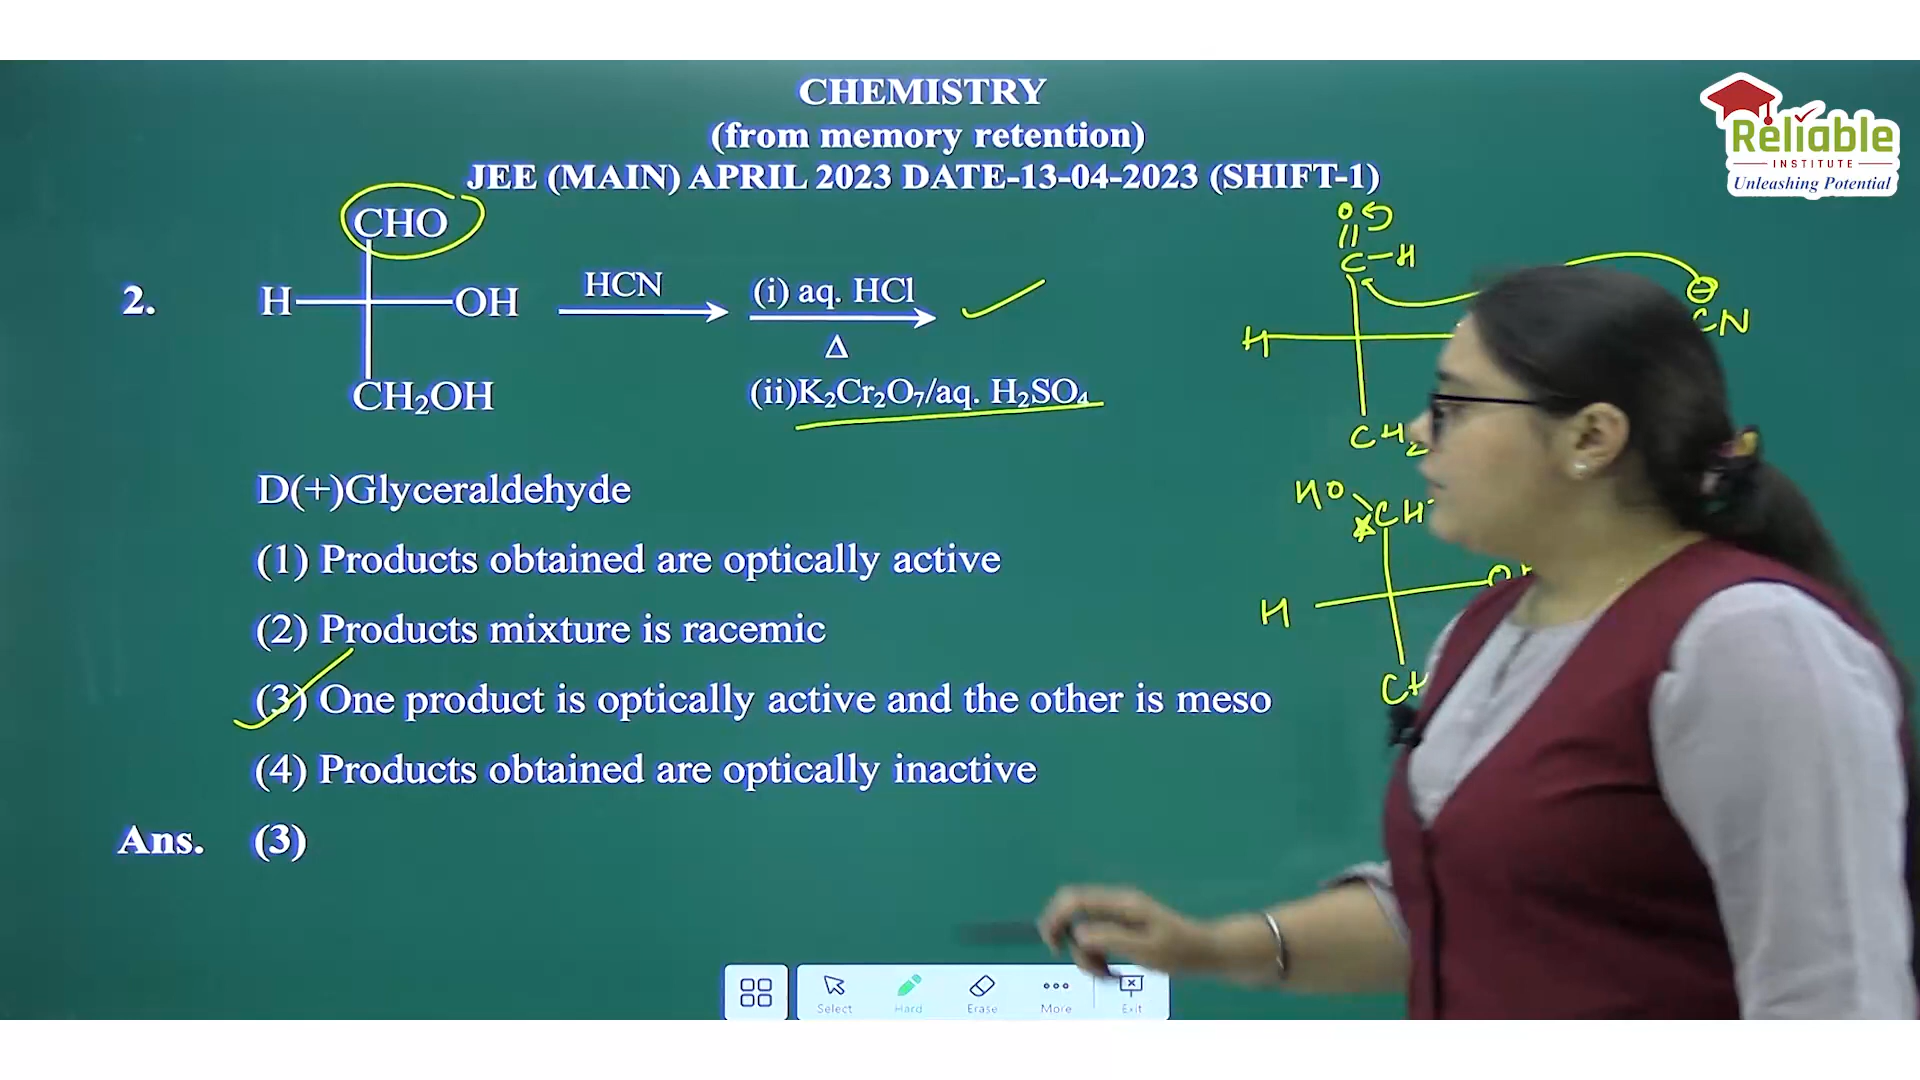 CHEMISTRY
(from memory retention)
JEE (MAIN) APRIL 2023 DATE-13-04-2023 (SHIFT-1)
Reliable
INSTITUTE
Unleashing Potential
2.
CHO
H OH
CH₂OH
HCN
(i) aq. HCl
Δ
(ii)K₂Cr₂O₇/aq. H₂SO₄
D(+)Glyceraldehyde
(1) Products obtained are optically active
(2) Products mixture is racemic
(3) One product is optically active and the other is meso
(4) Products obtained are optically inactive
Ans. (3)
O
C-H
⊖
CN
H
CH₂
HO
CH
H
Select
Hard
Erase
More
Exit